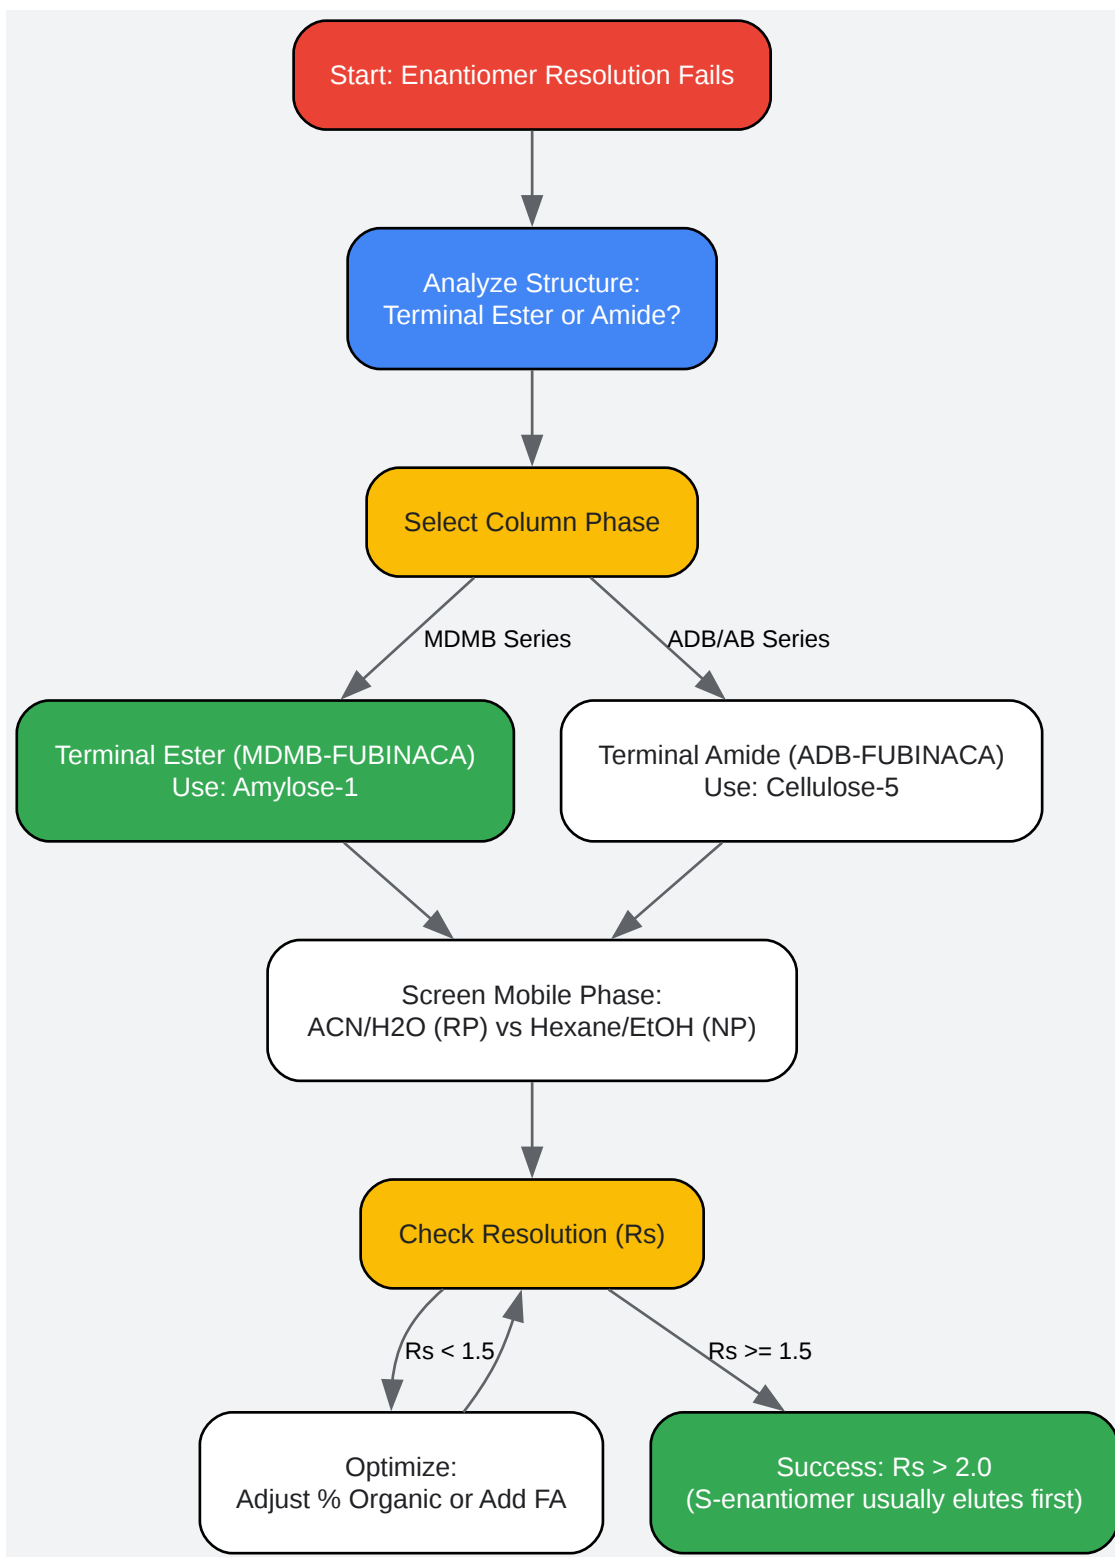 Start: Enantiomer Resolution Fails
Analyze Structure:
Terminal Ester or Amide?
Select Column Phase
MDMB Series
ADB/AB Series
Terminal Ester (MDMB-FUBINACA)
Use: Amylose-1
Terminal Amide (ADB-FUBINACA)
Use: Cellulose-5
Screen Mobile Phase:
ACN/H2O (RP) vs Hexane/EtOH (NP)
Check Resolution (Rs)
Rs < 1.5
Rs >= 1.5
Optimize:
Adjust % Organic or Add FA
Success: Rs > 2.0
(S-enantiomer usually elutes first)